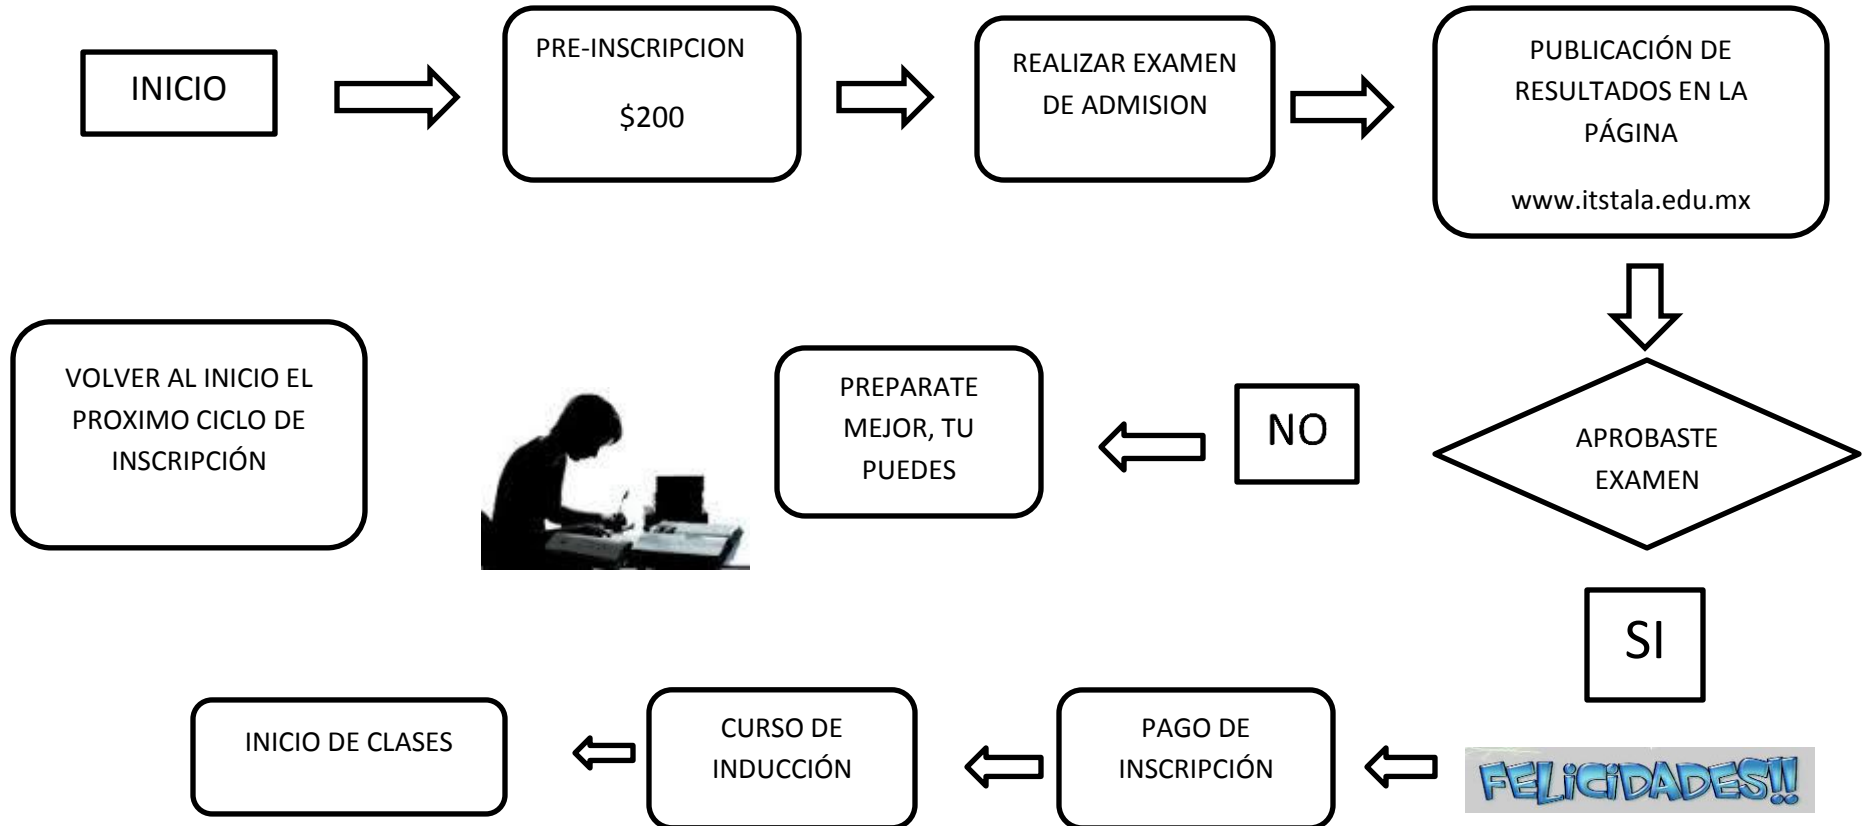 INICIO
PRE-INSCRIPCION
$200
REALIZAR EXAMEN
DE ADMISION
PUBLICACIÓN DE
RESULTADOS EN LA
PÁGINA
www.itstala.edu.mx
APROBASTE
EXAMEN
NO
PREPARATE
MEJOR, TU
PUEDES
VOLVER AL INICIO EL
PROXIMO CICLO DE
INSCRIPCIÓN
SI
FELICIDADES!!
PAGO DE
INSCRIPCIÓN
CURSO DE
INDUCCIÓN
INICIO DE CLASES